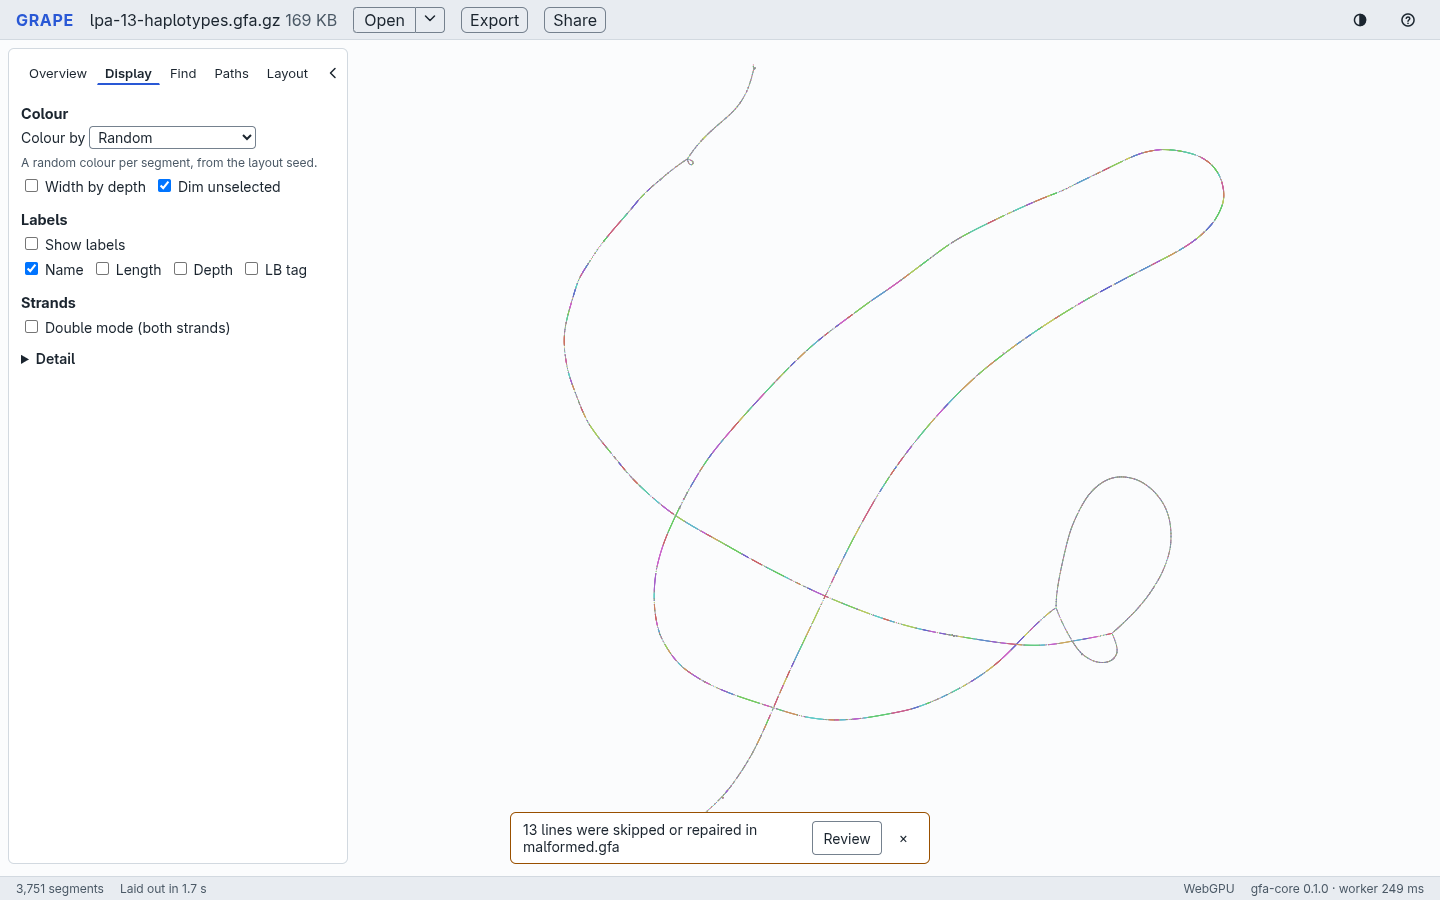 GRAPE lpa-13-haplotypes.gfa.gz 169 KB Open Export Share
Overview Display Find Paths Layout
Colour
Colour by Random
A random colour per segment, from the layout seed.
Width by depth Dim unselected
Labels
Show labels
Name Length Depth LB tag
Strands
Double mode (both strands)
Detail
13 lines were skipped or repaired in
malformed.gfa
Review ×
3,751 segments Laid out in 1.7 s WebGPU gfa-core 0.1.0 · worker 249 ms